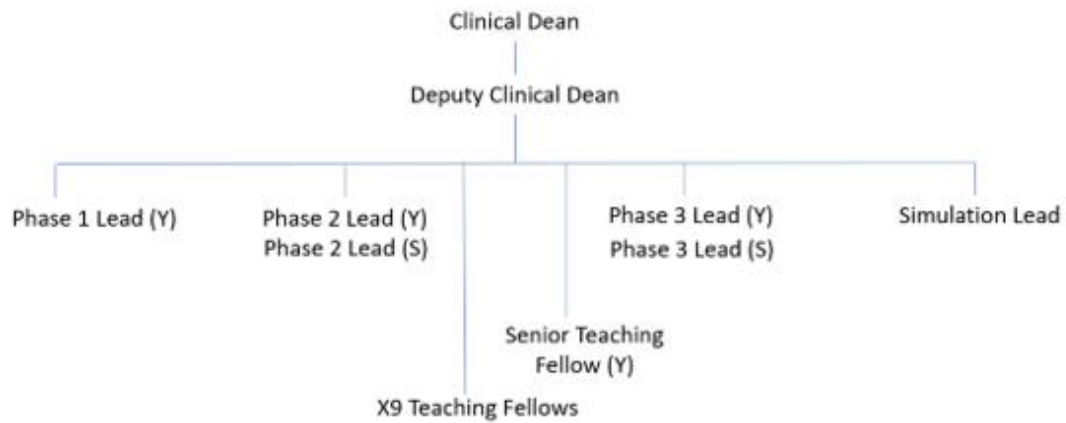 Clinical Dean
Deputy Clinical Dean
Phase 1 Lead (Y)
Phase 2 Lead (Y)
Phase 2 Lead (S)
Phase 3 Lead (Y)
Phase 3 Lead (S)
Simulation Lead
Senior Teaching
Fellow (Y)
X9 Teaching Fellows